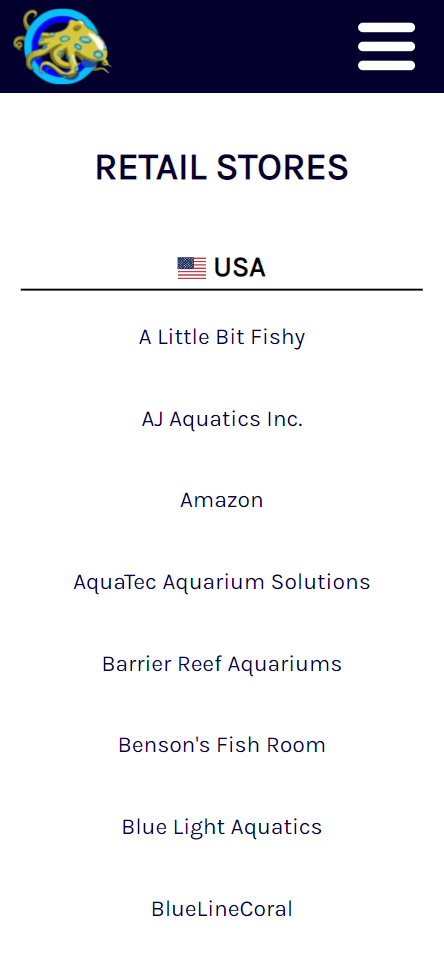 RETAIL STORES
USA
A Little Bit Fishy
AJ Aquatics Inc.
Amazon
AquaTec Aquarium Solutions
Barrier Reef Aquariums
Benson's Fish Room
Blue Light Aquatics
BlueLineCoral